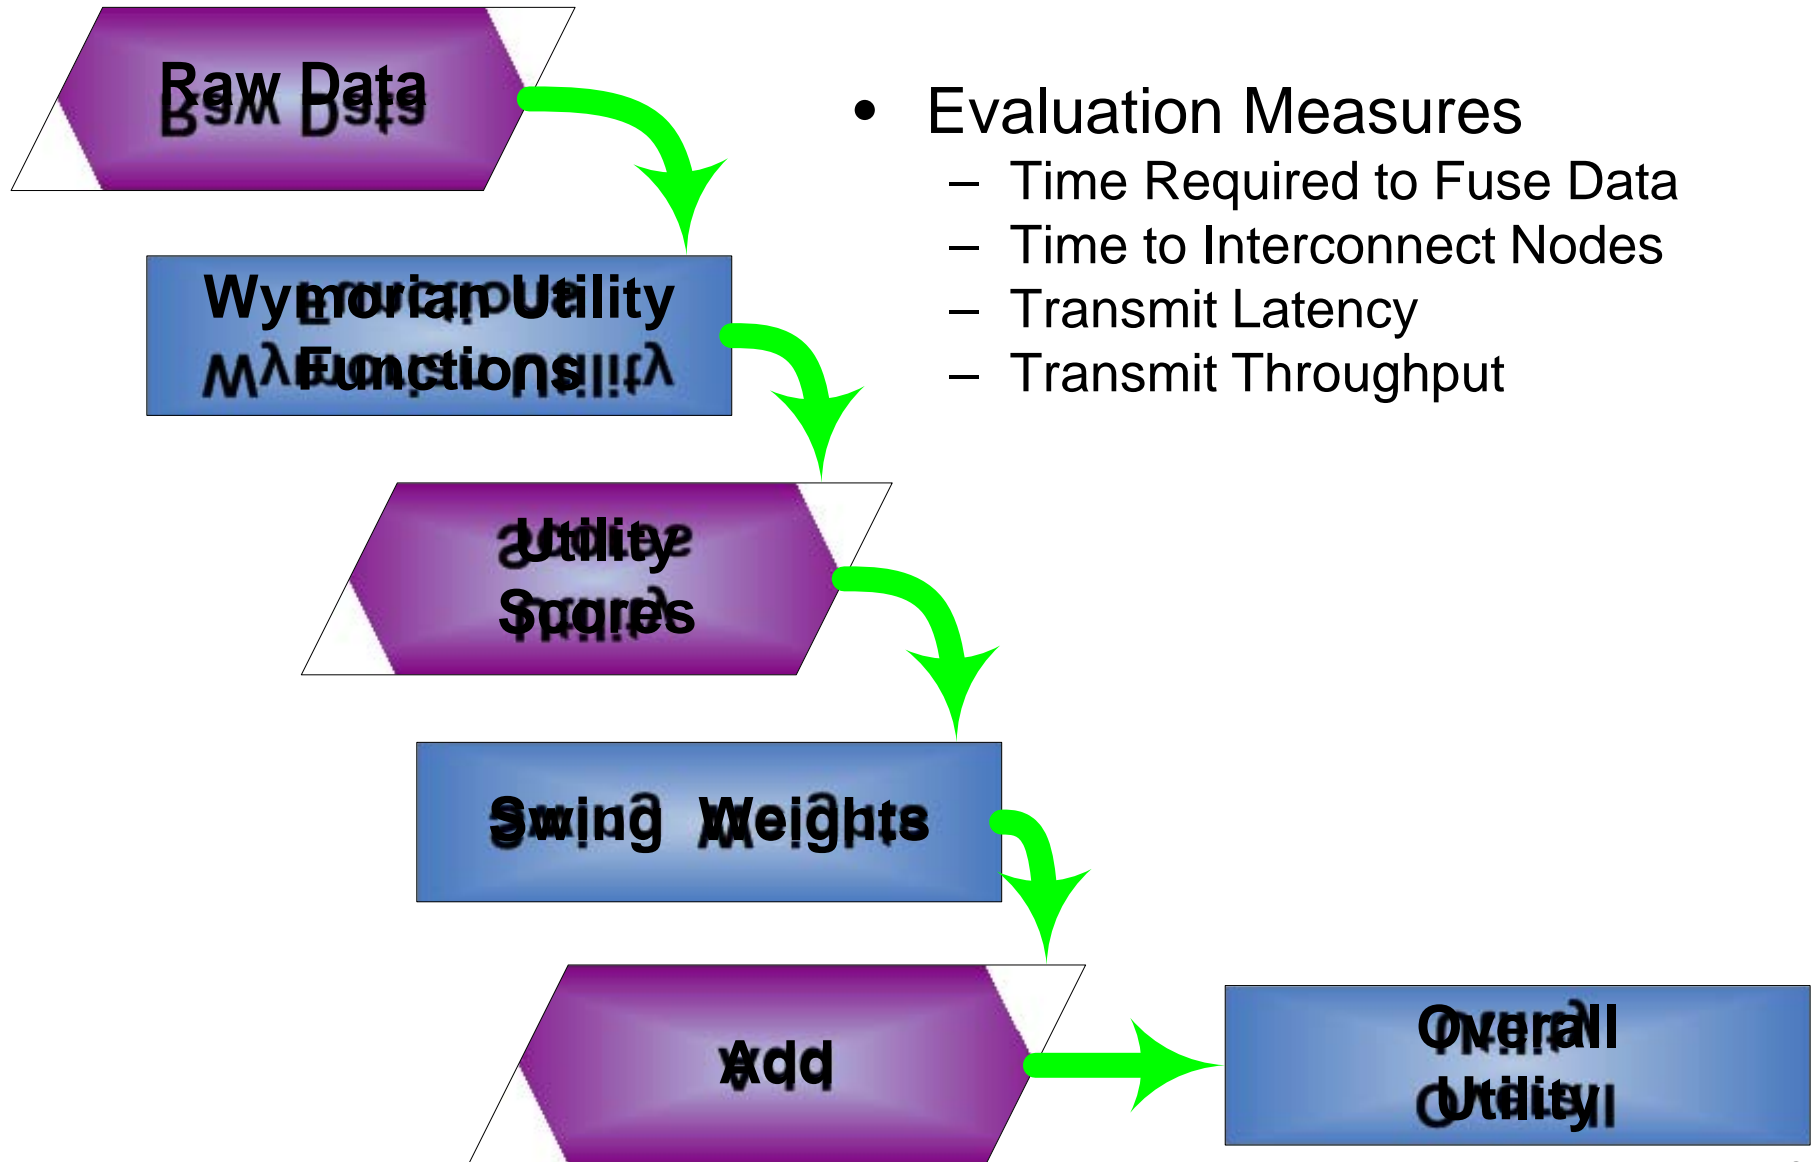 Raw Data
Wymorian Utility
Functions
Utility
Scores
Swing Weights
Add
Overall
Utility
• Evaluation Measures
– Time Required to Fuse Data
– Time to Interconnect Nodes
– Transmit Latency
– Transmit Throughput